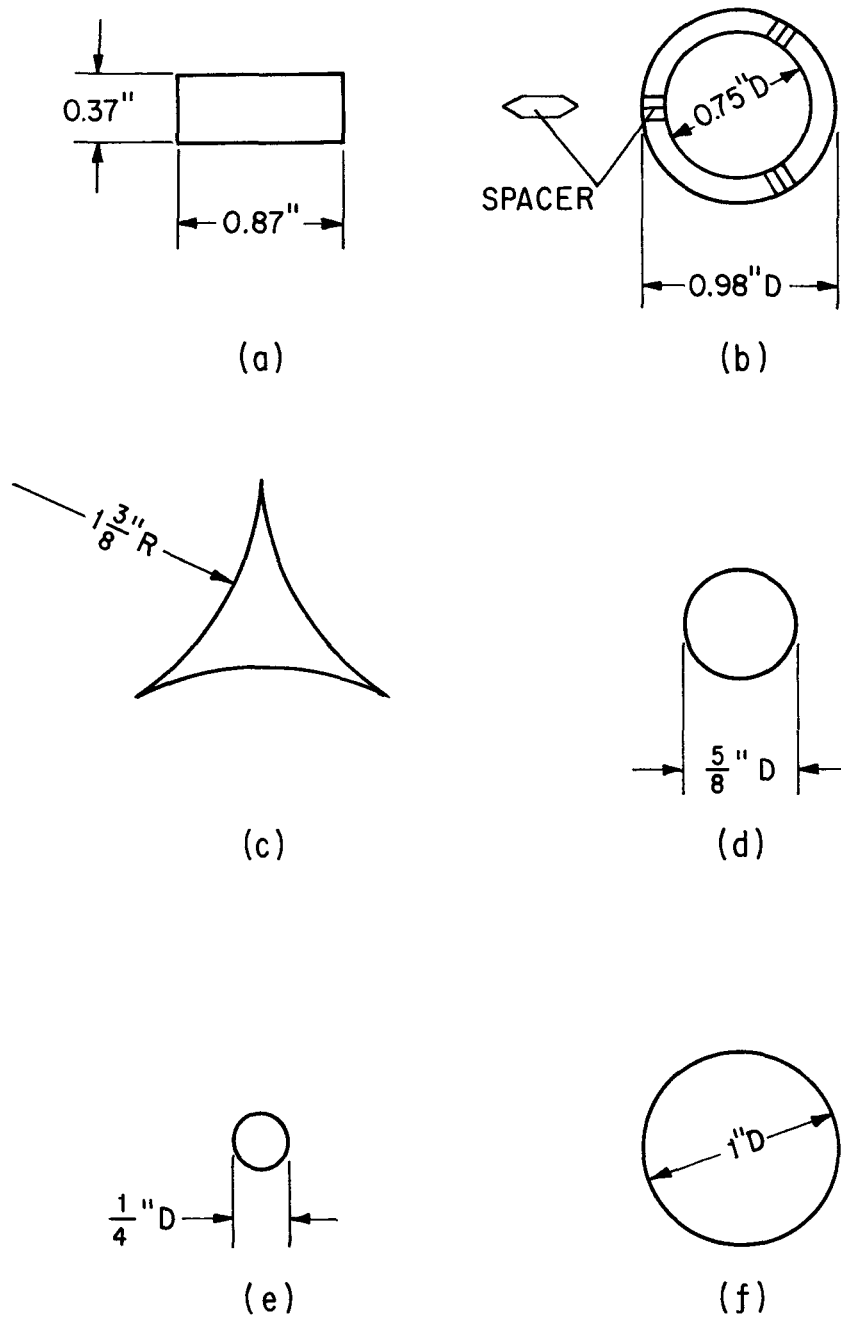 0.37"
0.87"
(a)
0.75"D
SPACER
0.98"D
(b)
1 3/8" R
(c)
5/8" D
(d)
1/4" D
(e)
1"D
(f)